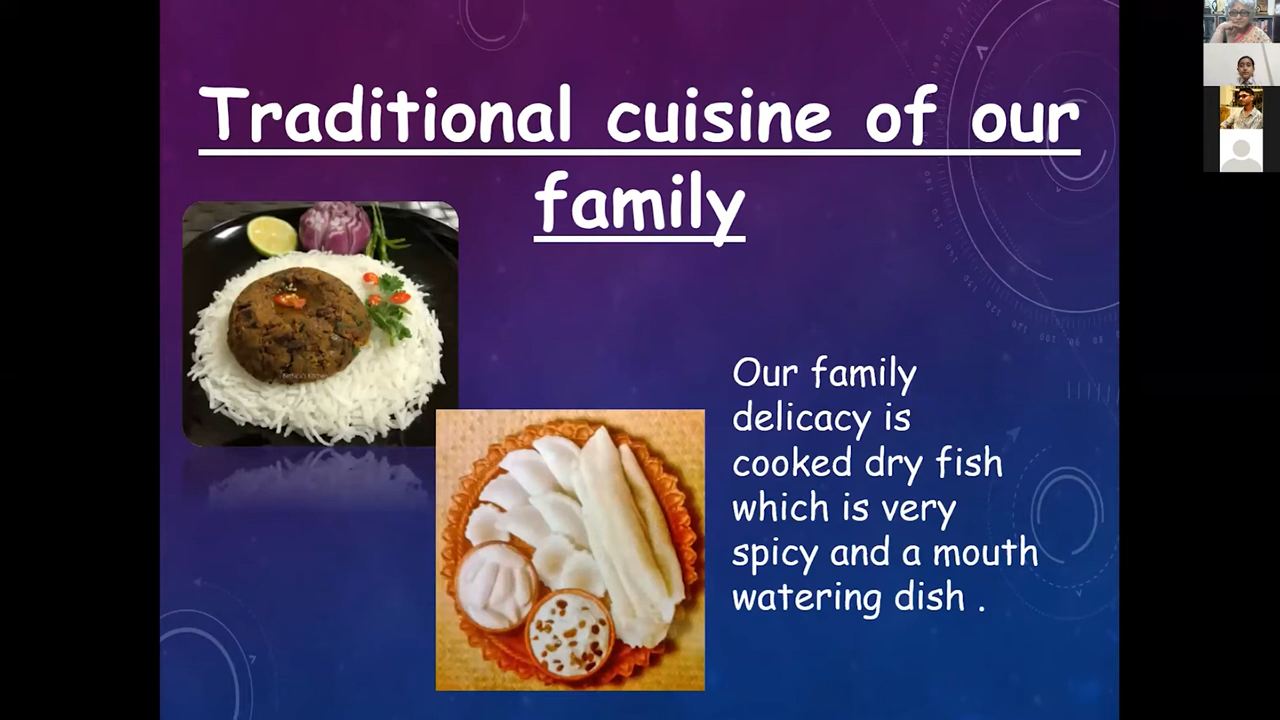 Traditional cuisine of our
family
Our family
delicacy is
cooked dry fish
which is very
spicy and a mouth
watering dish .